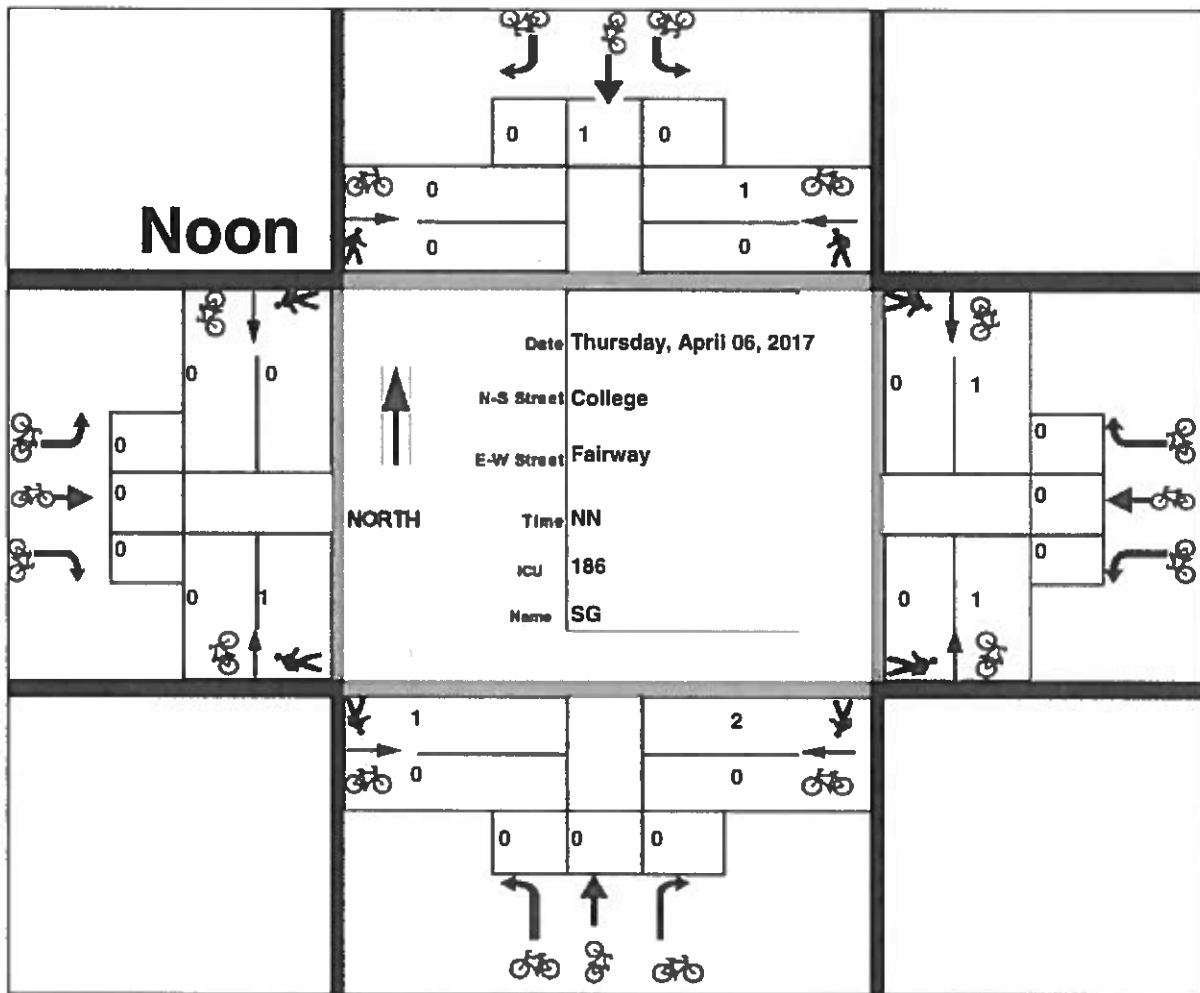 0 1 0
0 1
Noon
0 0
Date Thursday, April 06, 2017
0 0 0 1
N-S Street College
0 0
E-W Street Fairway
0 0
NORTH Time NN
0 0
ICU 186
0 1 0 1
Name SG
1 2
0 0
0 0 0